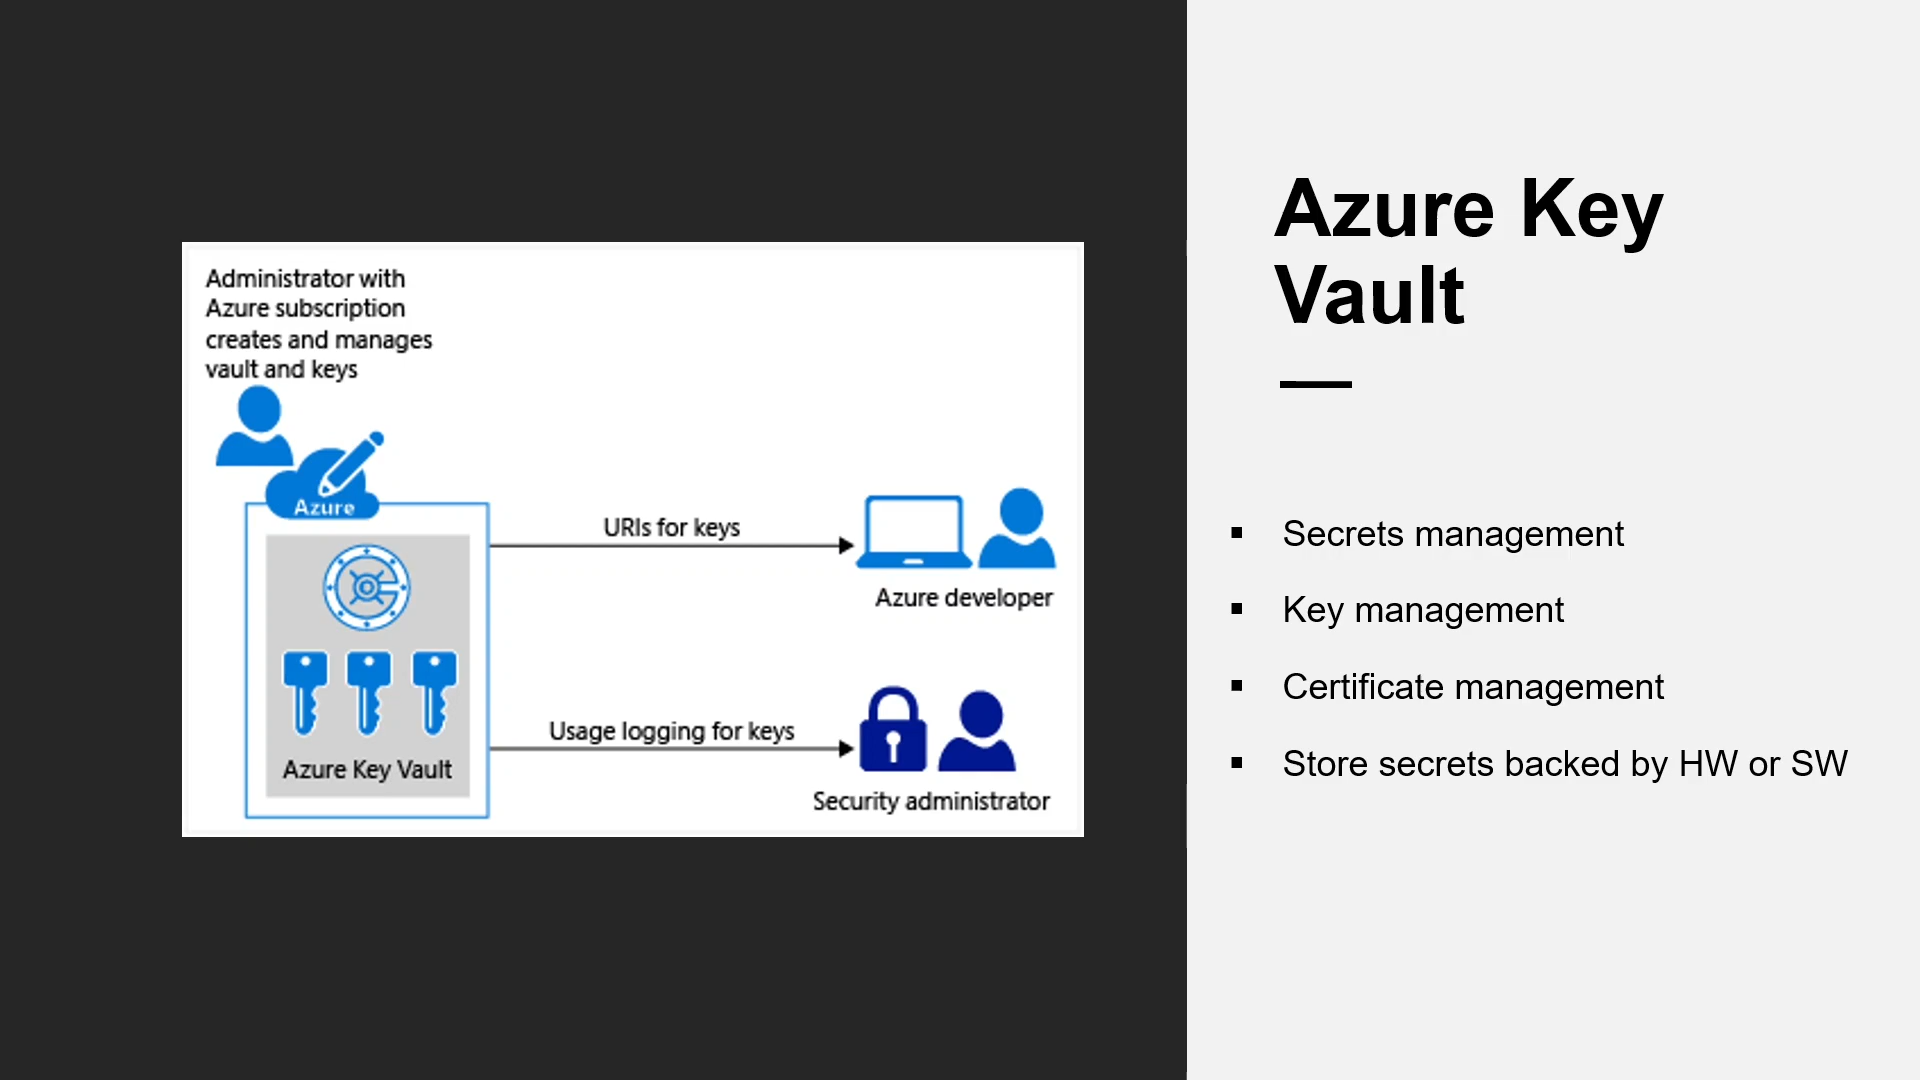 Administrator with
Azure subscription
creates and manages
vault and keys
Azure
Azure Key Vault
URIs for keys
Azure developer
Usage logging for keys
Security administrator
Azure Key
Vault
▪ Secrets management
▪ Key management
▪ Certificate management
▪ Store secrets backed by HW or SW